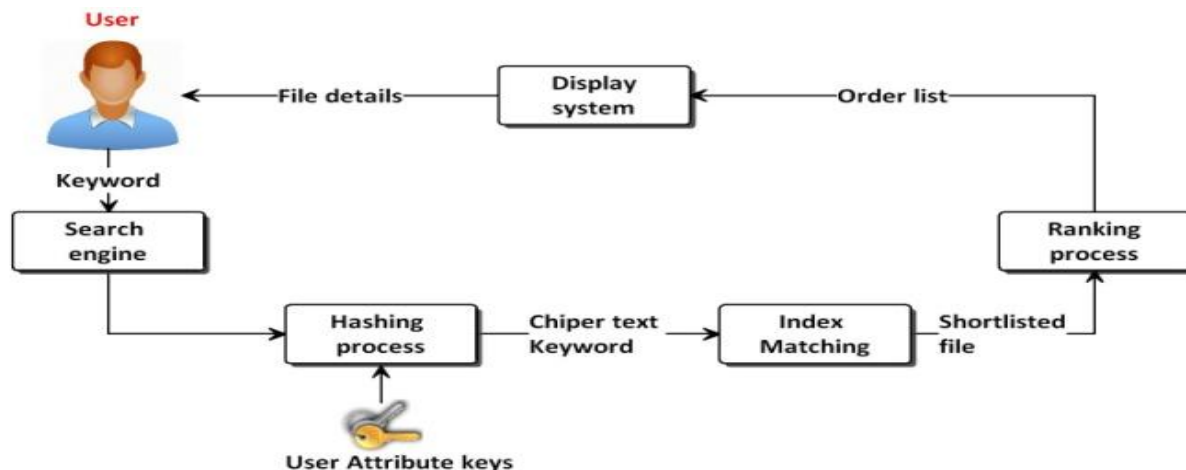 User
File details
Display
system
Order list
Keyword
Search
engine
Ranking
process
Hashing
process
Chiper text
Keyword
Index
Matching
Shortlisted
file
User Attribute keys